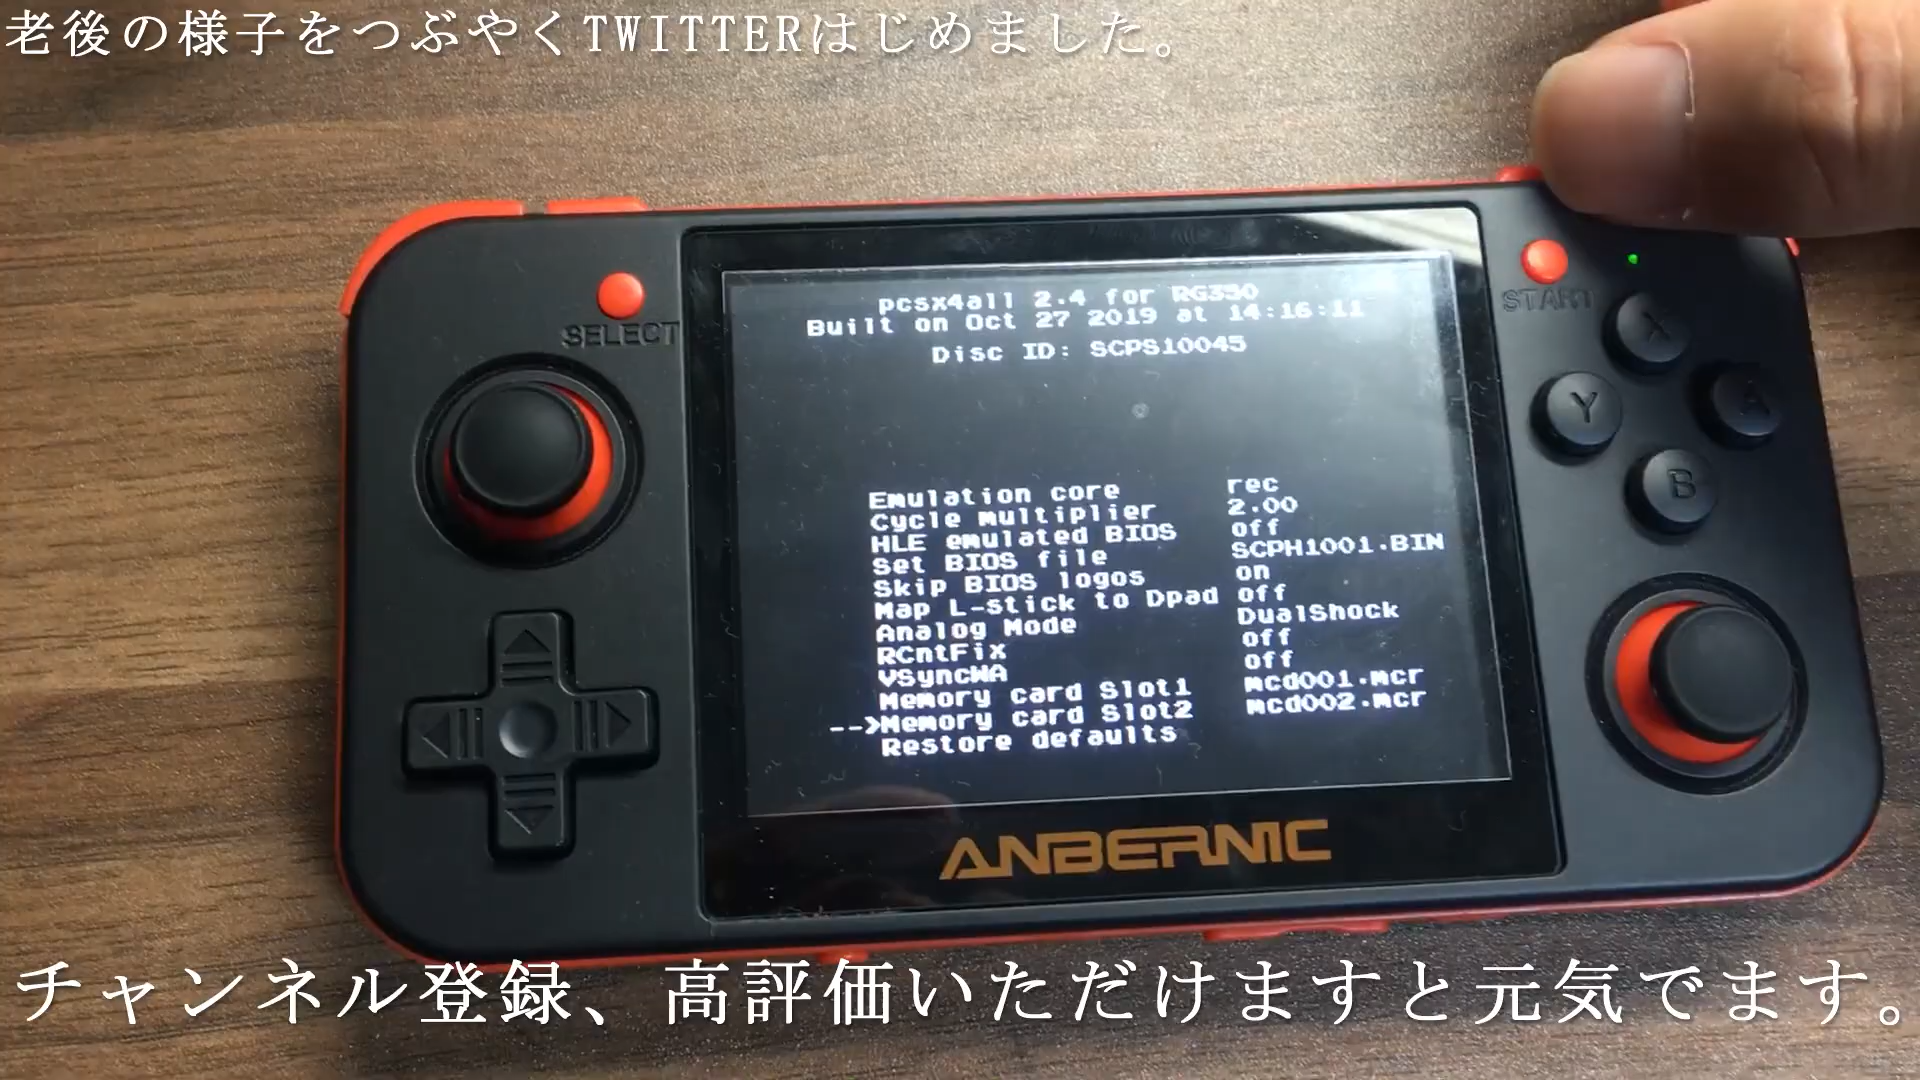 老後の様子をつぶやくTWITTERはじめました。
SELECT
START
X
Y
A
B
pcsx4all 2.4 for RG350
Built on Oct 27 2019 at 14:16:11
Disc ID: SCPS10045
Emulation core rec
Cycle multiplier 2.00
HLE emulated BIOS off
Set BIOS file SCPH1001.BIN
Skip BIOS logos on
Map L-stick to Dpad off
Analog Mode DualShock
RCntFix off
VSyncWA off
Memory card Slot1 mcd001.mcr
-->Memory card Slot2 mcd002.mcr
Restore defaults
ANBERNIC
チャンネル登録、高評価いただけますと元気でます。